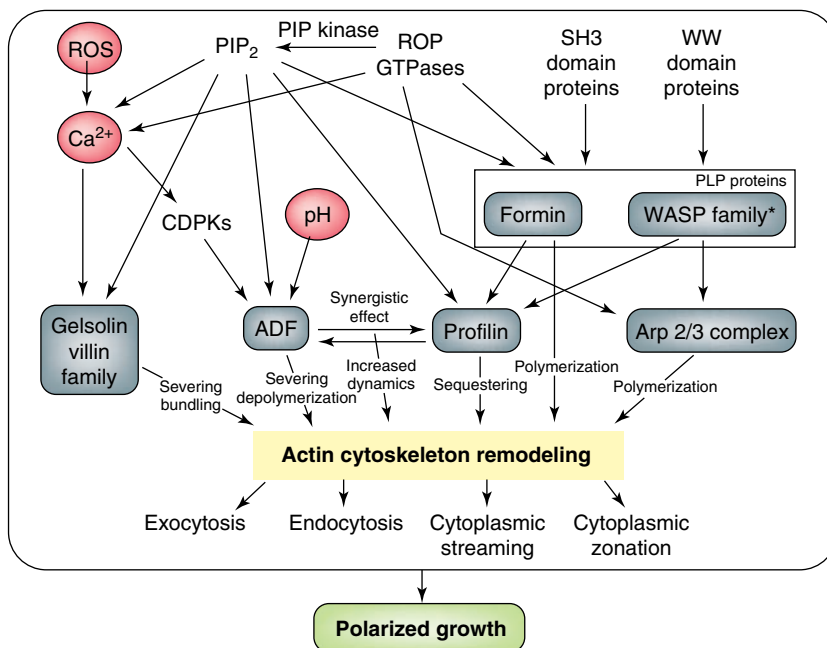 ROS
PIP₂
PIP kinase
ROP
GTPases
SH3
domain
proteins
WW
domain
proteins
Ca²⁺
CDPKs
pH
PLP proteins
Formin
WASP family*
Gelsolin
villin
family
ADF
Synergistic
effect
Profilin
Arp 2/3 complex
Severing
bundling
Severing
depolymerization
Increased
dynamics
Sequestering
Polymerization
Polymerization
Actin cytoskeleton remodeling
Exocytosis
Endocytosis
Cytoplasmic
streaming
Cytoplasmic
zonation
Polarized growth